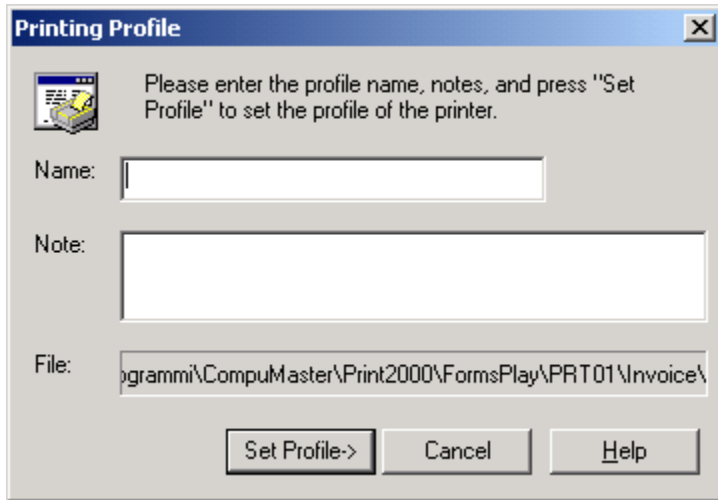 Printing Profile
Please enter the profile name, notes, and press "Set
Profile" to set the profile of the printer.
Name:
Note:
File:
ogrammi\CompuMaster\Print2000\FormsPlay\PRT01\Invoice\
Set Profile->
Cancel
Help